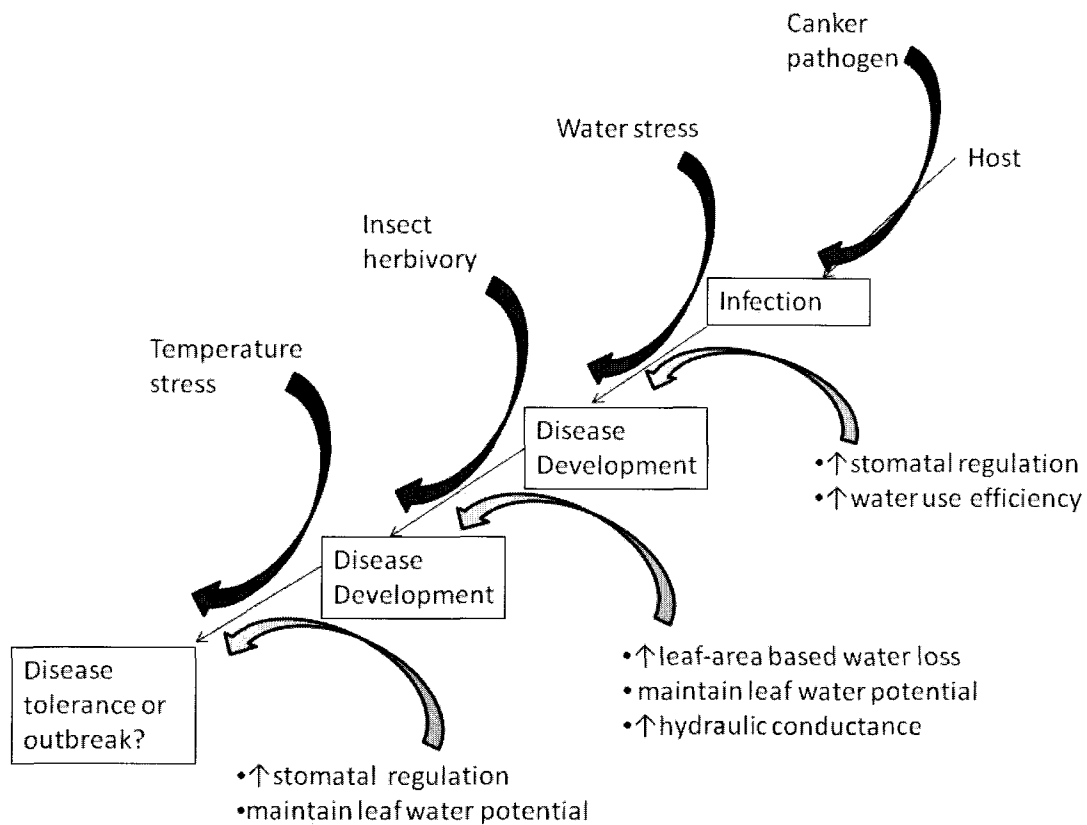 Canker
pathogen
Host
Water stress
Insect
herbivory
Infection
Temperature
stress
Disease
Development
•↑stomatal regulation
•↑water use efficiency
Disease
Development
•↑leaf-area based water loss
•maintain leaf water potential
•↑hydraulic conductance
Disease
tolerance or
outbreak?
•↑stomatal regulation
•maintain leaf water potential